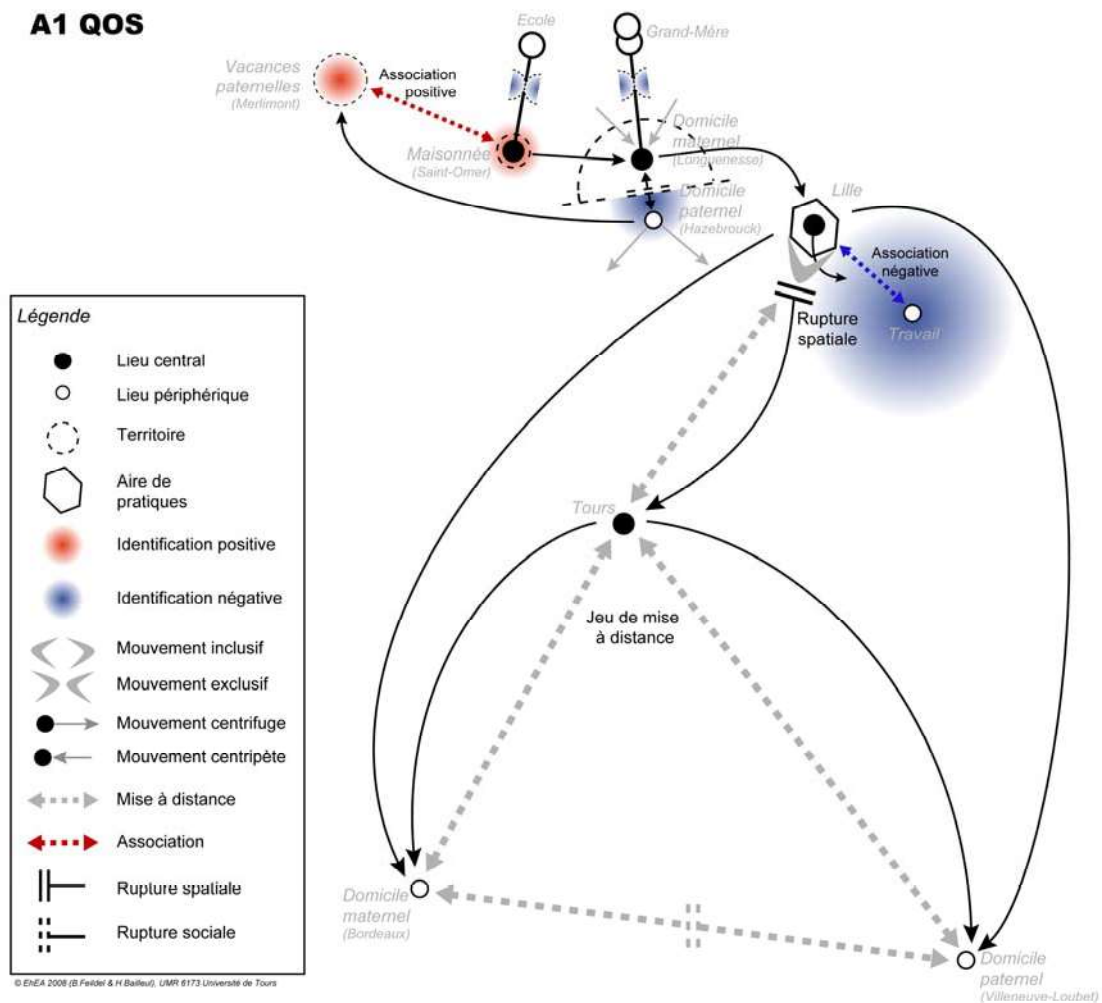 A1 QOS
Ecole
Grand-Mère
Vacances
paternelles
(Merlimont)
Association
positive
Maisonnée
(Saint-Omer)
Domicile
maternel
(Longuenesse)
Domicile
paternel
(Hazebrouck)
Lille
Association
négative
Travail
Rupture
spatiale
Tours
Jeu de mise
à distance
Domicile
maternel
(Bordeaux)
Domicile
paternel
(Villeneuve-Loubet)
Légende
Lieu central
Lieu périphérique
Territoire
Aire de
pratiques
Identification positive
Identification négative
Mouvement inclusif
Mouvement exclusif
Mouvement centrifuge
Mouvement centripète
Mise à distance
Association
Rupture spatiale
Rupture sociale
© EhEA 2008 (B.Feildel & H.Bailleul), UMR 6173 Université de Tours